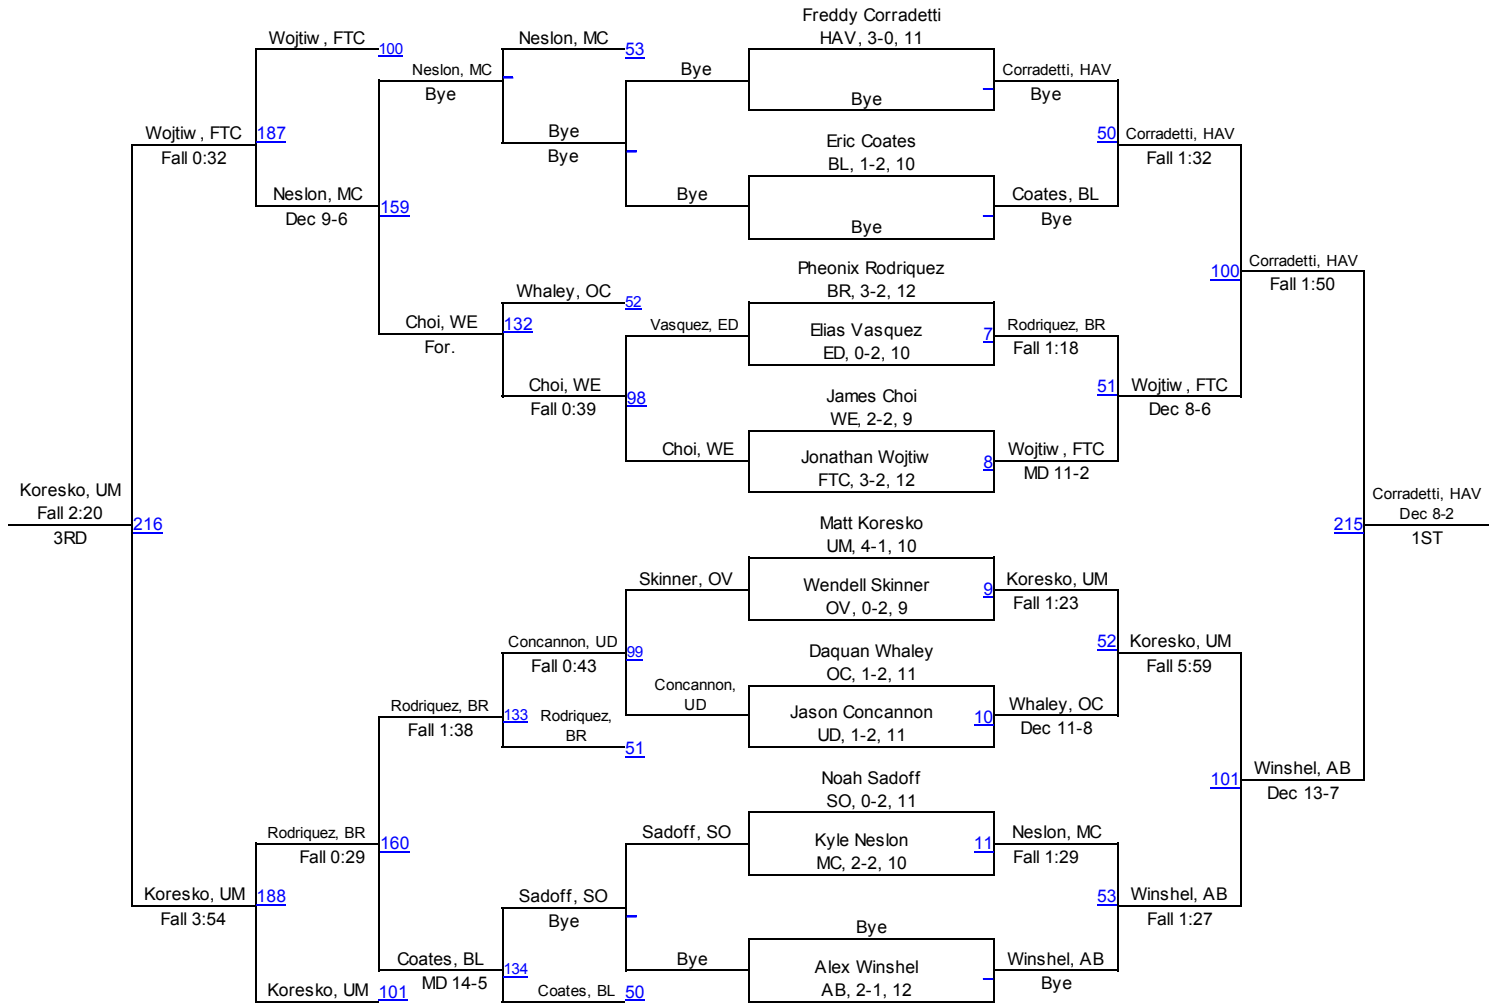 Freddy Corradetti
HAV, 3-0, 11
Wojtiw , FTC
100
Neslon, MC
53
Neslon, MC
Bye
Bye
Corradetti, HAV
Bye
Bye
Wojtiw , FTC
Fall 0:32
187
Bye
Bye
Eric Coates
BL, 1-2, 10
50
Corradetti, HAV
Fall 1:32
Neslon, MC
Dec 9-6
159
Bye
Bye
Coates, BL
Bye
Pheonix Rodriquez
BR, 3-2, 12
100
Corradetti, HAV
Fall 1:50
Whaley, OC
52
Choi, WE
For.
132
Vasquez, ED
Elias Vasquez
ED, 0-2, 10
7
Rodriquez, BR
Fall 1:18
Choi, WE
Fall 0:39
98
James Choi
WE, 2-2, 9
51
Wojtiw , FTC
Dec 8-6
Choi, WE
Jonathan Wojtiw
FTC, 3-2, 12
8
Wojtiw , FTC
MD 11-2
Koresko, UM
Fall 2:20
3RD
216
Matt Koresko
UM, 4-1, 10
215
Corradetti, HAV
Dec 8-2
1ST
Skinner, OV
Wendell Skinner
OV, 0-2, 9
9
Koresko, UM
Fall 1:23
Concannon, UD
Fall 0:43
99
Daquan Whaley
OC, 1-2, 11
52
Koresko, UM
Fall 5:59
Rodriquez, BR
Fall 1:38
133
Rodriquez,
BR
51
Concannon,
UD
Jason Concannon
UD, 1-2, 11
10
Whaley, OC
Dec 11-8
Noah Sadoff
SO, 0-2, 11
101
Winshel, AB
Dec 13-7
Rodriquez, BR
Fall 0:29
160
Sadoff, SO
Kyle Neslon
MC, 2-2, 10
11
Neslon, MC
Fall 1:29
Koresko, UM
Fall 3:54
188
Sadoff, SO
Bye
Bye
53
Winshel, AB
Fall 1:27
Coates, BL
MD 14-5
134
Bye
Alex Winshel
AB, 2-1, 12
Winshel, AB
Bye
Koresko, UM
101
Coates, BL
50